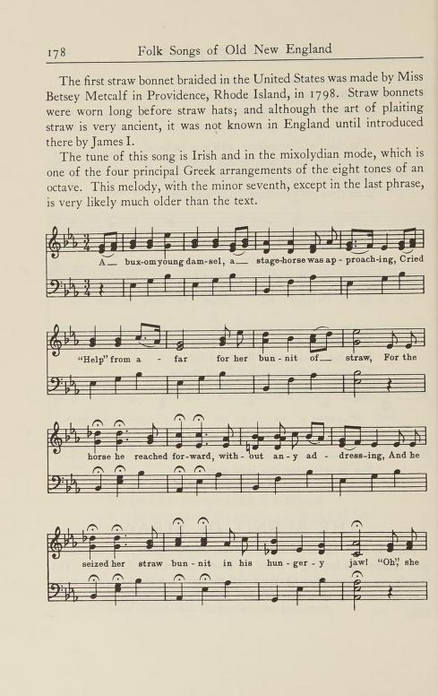 178 Folk Songs of Old New England
The first straw bonnet braided in the United States was made by Miss
Betsey Metcalf in Providence, Rhode Island, in 1798. Straw bonnets
were worn long before straw hats; and although the art of plaiting
straw is very ancient, it was not known in England until introduced
there by James I.
The tune of this song is Irish and in the mixolydian mode, which is
one of the four principal Greek arrangements of the eight tones of an
octave. This melody, with the minor seventh, except in the last phrase,
is very likely much older than the text.
3
4
A__ bux-om young dam-sel, a__ stage-horse was ap - proach-ing, Cried
3
4
"Help" from a - far for her bun - nit of__ straw, For the
horse he reached for-ward, with - out an - y ad - dress-ing, And he
seized her straw bun - nit in his hun - ger - y jaw! "Oh", she